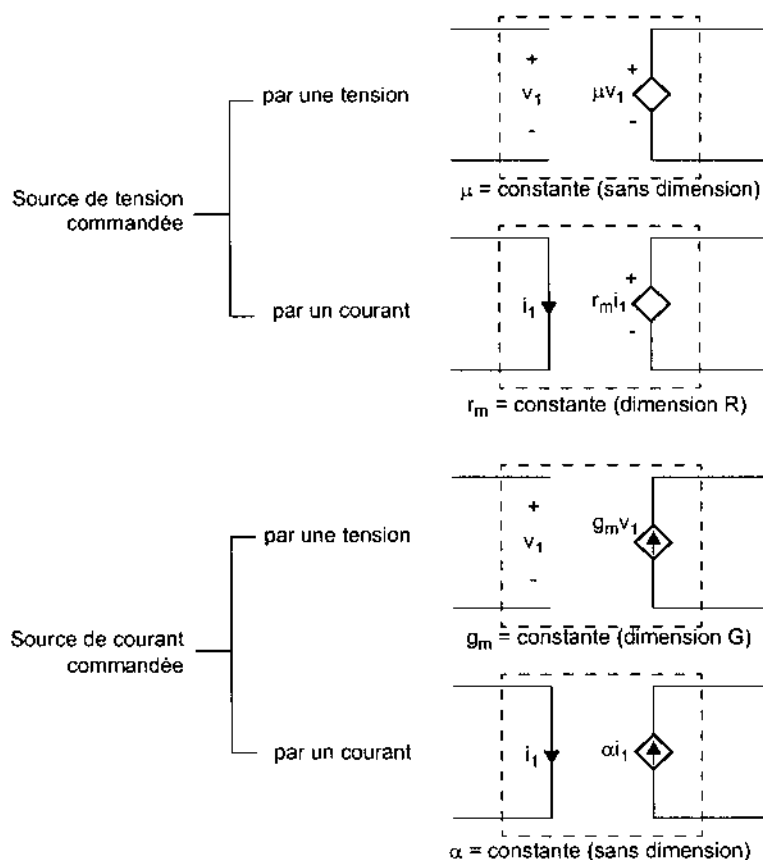 Source de tension
commandée
par une tension
+
v₁
-
+
μv₁
-
μ = constante (sans dimension)
par un courant
i₁
+
rₘi₁
-
rₘ = constante (dimension R)
Source de courant
commandée
par une tension
+
v₁
-
gₘv₁
gₘ = constante (dimension G)
par un courant
i₁
αi₁
α = constante (sans dimension)